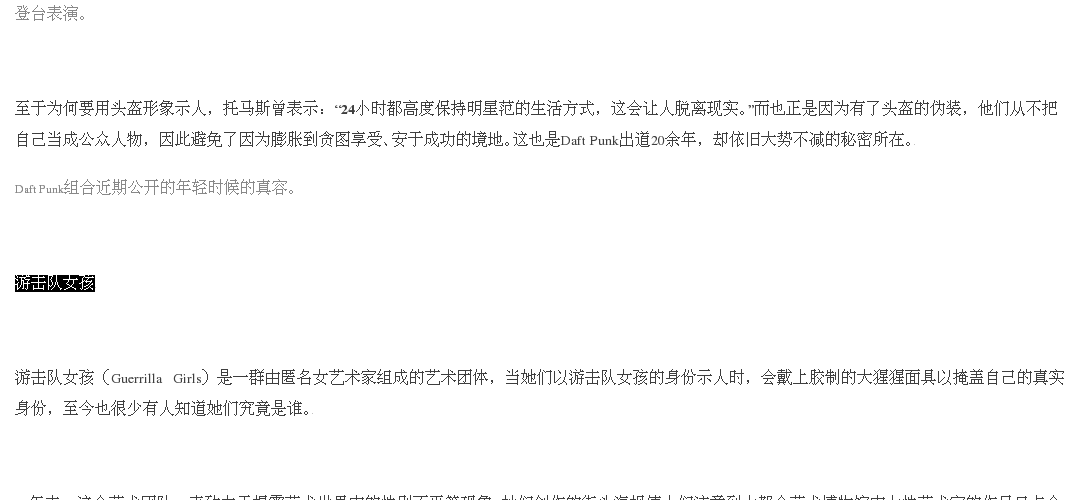 登台表演。
至于为何要用头盔形象示人，托马斯曾表示：“24小时都高度保持明星范的生活方式，这会让人脱离现实。”而也正是因为有了头盔的伪装，他们从不把
自己当成公众人物，因此避免了因为膨胀到贪图享受、安于成功的境地。这也是Daft Punk出道20余年，却依旧大势不减的秘密所在。
Daft Punk组合近期公开的年轻时候的真容。
游击队女孩
游击队女孩（Guerrilla Girls）是一群由匿名女艺术家组成的艺术团体，当她们以游击队女孩的身份示人时，会戴上胶制的大猩猩面具以掩盖自己的真实
身份，至今也很少有人知道她们究竟是谁。